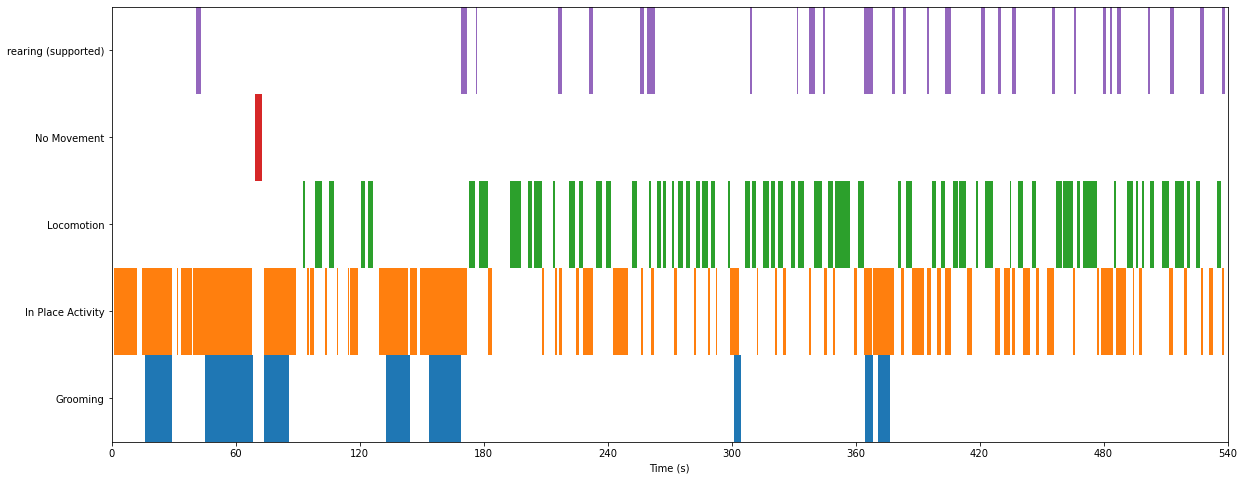 rearing (supported)
No Movement
Locomotion
In Place Activity
Grooming
0 60 120 180 240 300 360 420 480 540
Time (s)